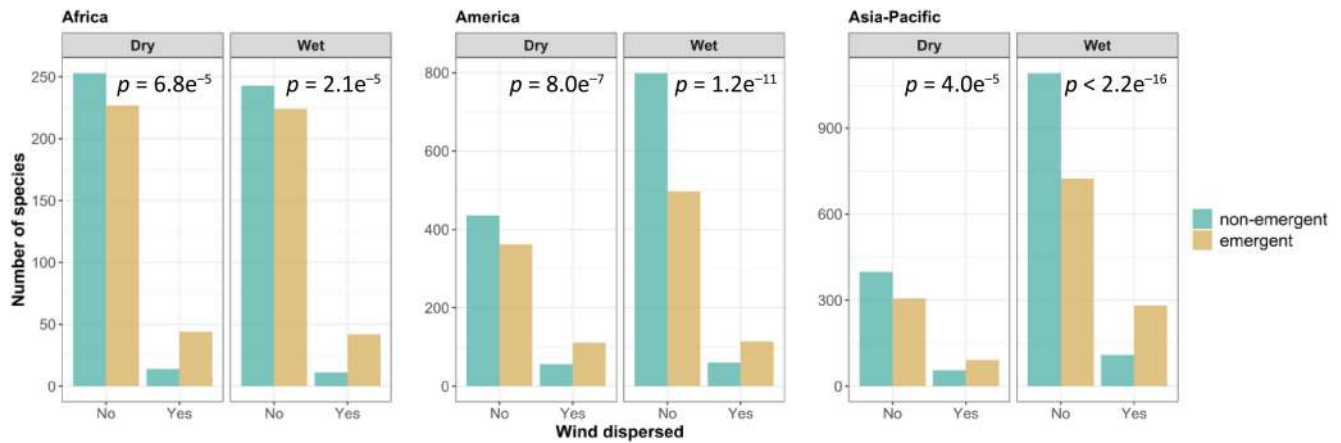 Africa
America
Asia-Pacific
Dry
Wet
Dry
Wet
Dry
Wet
p = 6.8e⁻⁵
p = 2.1e⁻⁵
p = 8.0e⁻⁷
p = 1.2e⁻¹¹
p = 4.0e⁻⁵
p < 2.2e⁻¹⁶
Number of species
250
200
150
100
50
0
800
600
400
200
0
900
600
300
0
No Yes
No Yes
No Yes
No Yes
No Yes
No Yes
Wind dispersed
non-emergent
emergent